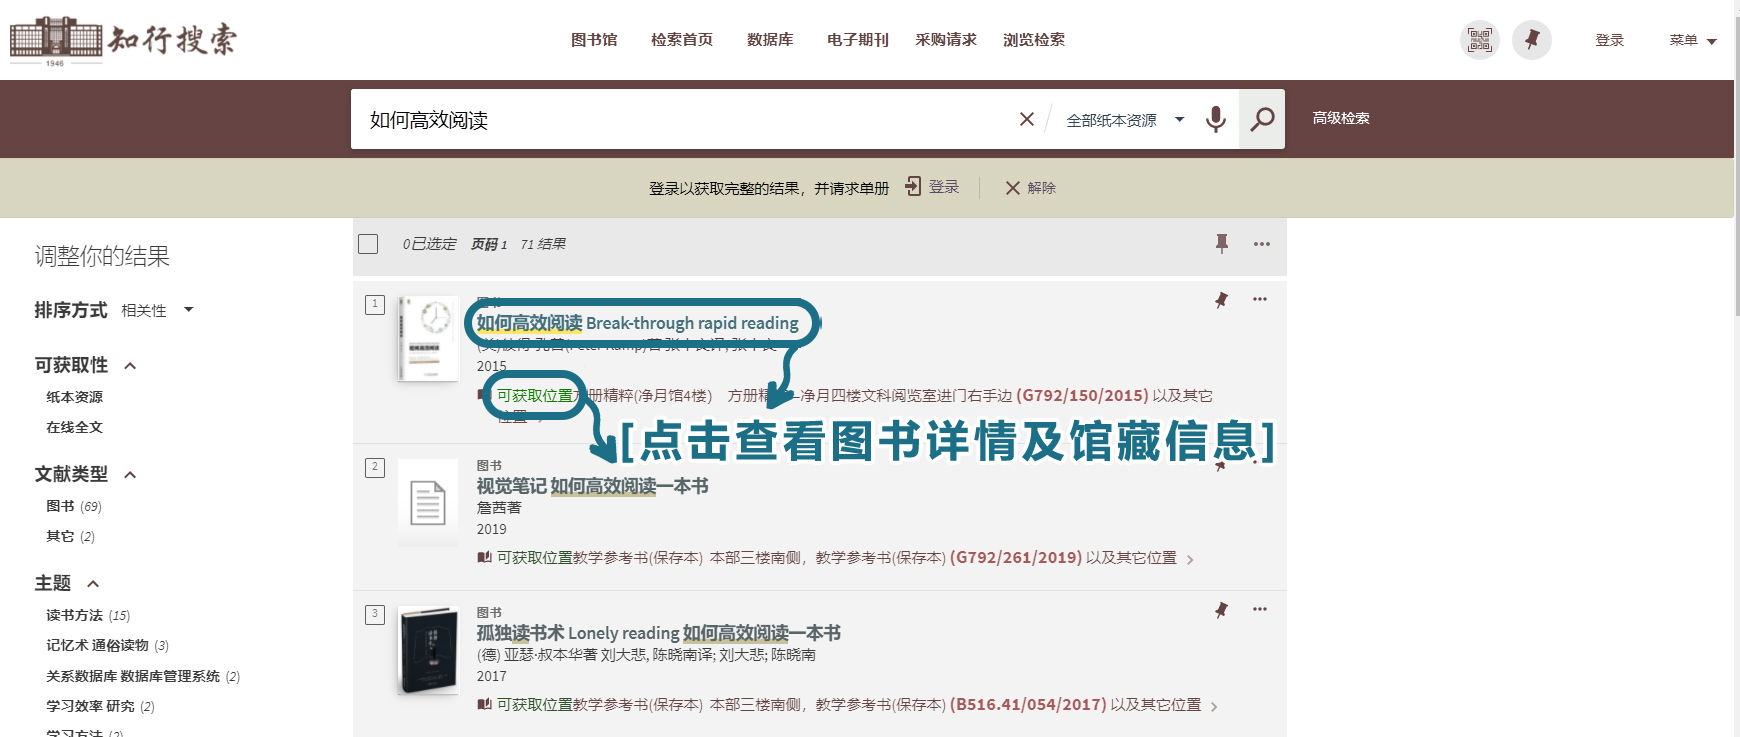 知行搜索
1946
图书馆 检索首页 数据库 电子期刊 采购请求 浏览检索
登录 菜单
如何高效阅读 全部纸本资源 高级检索
登录以获取完整的结果，并请求单册 登录 解除
调整你的结果
排序方式 相关性
可获取性
纸本资源
在线全文
文献类型
图书 (69)
其它 (2)
主题
读书方法 (15)
记忆术 通俗读物 (3)
关系数据库 数据库管理系统 (2)
学习效率 研究 (2)
学习方法 (2)
0已选定 页码 1 71 结果
1
图书
如何高效阅读 Break-through rapid reading
2015
可获取位置方册精粹(净月馆4楼) 方册精 净月四楼文科阅览室进门右手边 (G792/150/2015) 以及其它
位置
[点击查看图书详情及馆藏信息]
2
图书
视觉笔记 如何高效阅读一本书
詹茜著
2019
可获取位置教学参考书(保存本) 本部三楼南侧，教学参考书(保存本) (G792/261/2019) 以及其它位置
3
图书
孤独读书术 Lonely reading 如何高效阅读一本书
(德) 亚瑟·叔本华著 刘大悲, 陈晓南译; 刘大悲; 陈晓南
2017
可获取位置教学参考书(保存本) 本部三楼南侧，教学参考书(保存本) (B516.41/054/2017) 以及其它位置